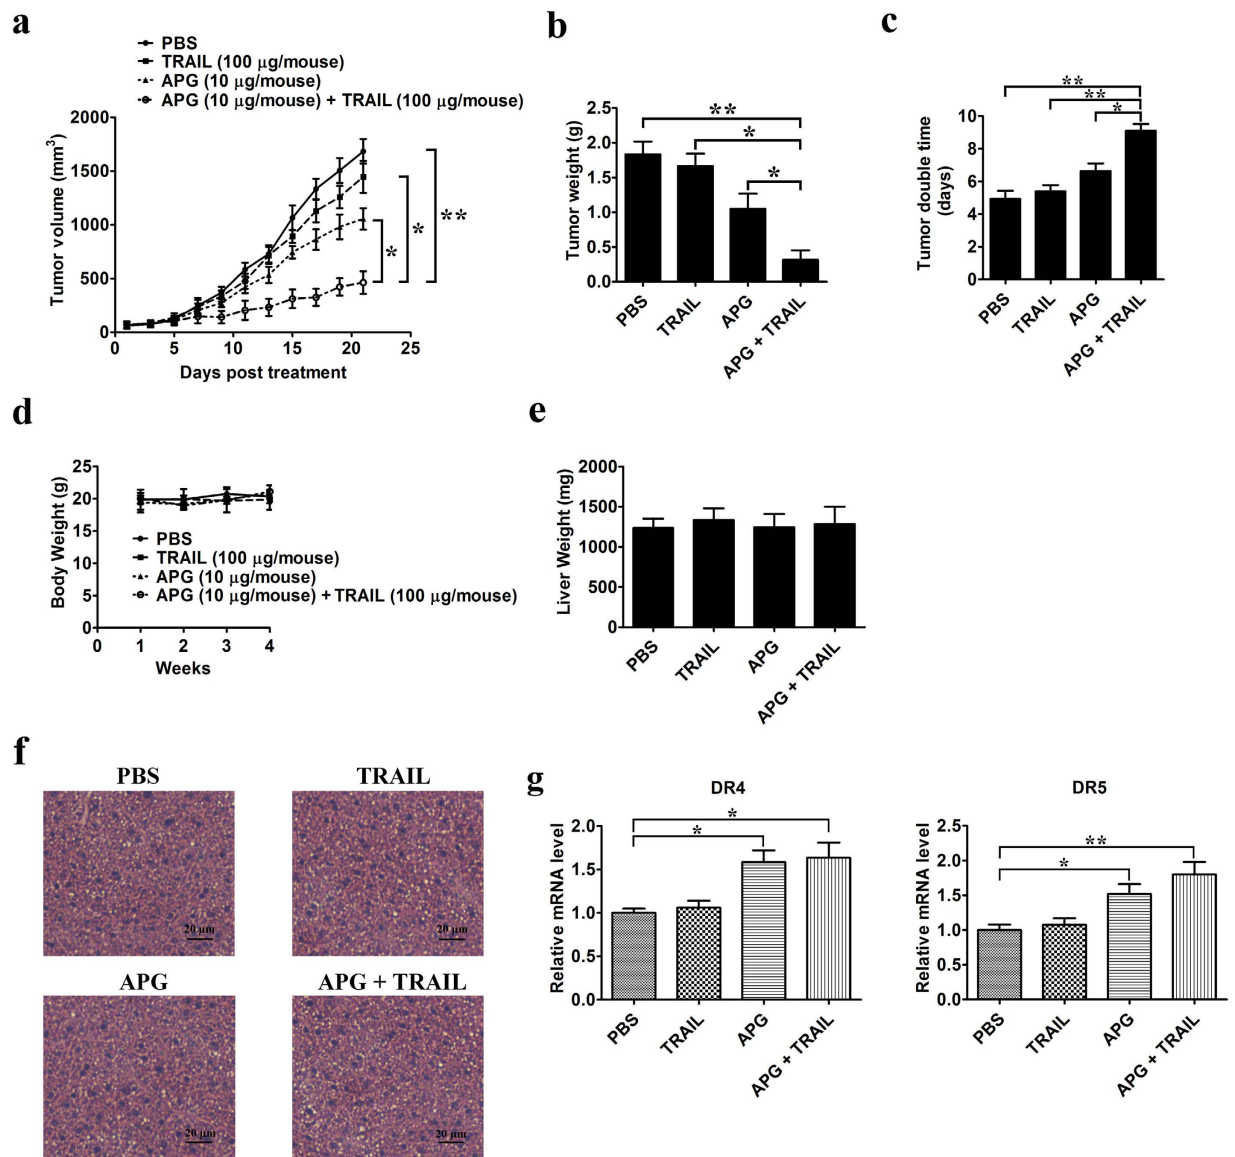 a
PBS
TRAIL (100 μg/mouse)
APG (10 μg/mouse)
APG (10 μg/mouse) + TRAIL (100 μg/mouse)
Tumor volume (mm³)
2000
1500
1000
500
0
0 5 10 15 20 25
Days post treatment
* * **
b
Tumor weight (g)
2.5
2.0
1.5
1.0
0.5
0.0
**
*
*
PBS TRAIL APG APG + TRAIL
c
Tumor double time
(days)
10
8
6
4
2
0
**
**
*
PBS TRAIL APG APG + TRAIL
d
Body Weight (g)
25
20
15
10
5
0
PBS
TRAIL (100 μg/mouse)
APG (10 μg/mouse)
APG (10 μg/mouse) + TRAIL (100 μg/mouse)
0 1 2 3 4
Weeks
e
Liver Weight (mg)
2000
1500
1000
500
0
PBS TRAIL APG APG + TRAIL
f
PBS TRAIL
20 μm 20 μm
APG APG + TRAIL
20 μm 20 μm
g
DR4
Relative mRNA level
2.0
1.5
1.0
0.5
0.0
*
*
PBS TRAIL APG APG + TRAIL
DR5
Relative mRNA level
2.5
2.0
1.5
1.0
0.5
0.0
**
*
PBS TRAIL APG APG + TRAIL